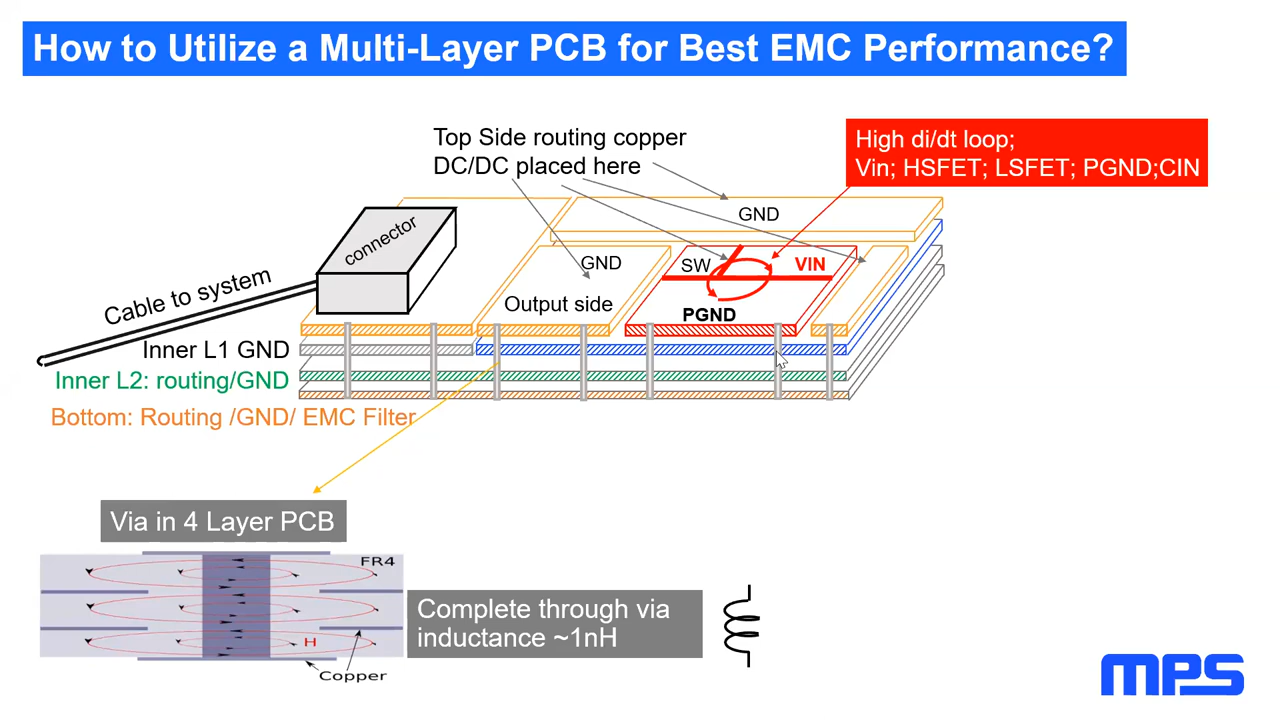 How to Utilize a Multi-Layer PCB for Best EMC Performance?
Top Side routing copper
DC/DC placed here
High di/dt loop;
Vin; HSFET; LSFET; PGND;CIN
GND
connector
GND
SW
VIN
Cable to system
Output side
PGND
Inner L1 GND
Inner L2: routing/GND
Bottom: Routing /GND/ EMC Filter
Via in 4 Layer PCB
FR4
H
Copper
Complete through via
inductance ~1nH
MPS